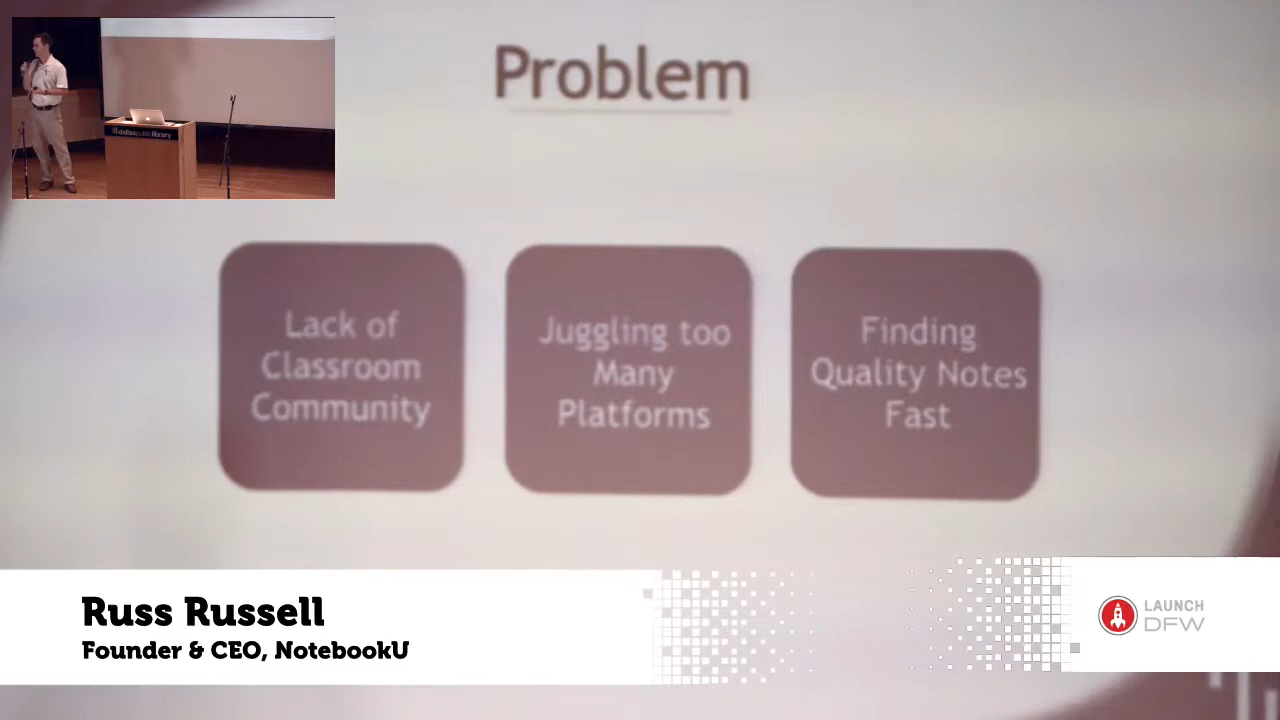 Problem
Lack of
Classroom
Community
Juggling too
Many
Platforms
Finding
Quality Notes
Fast
dallaspubliclibrary
Russ Russell
Founder & CEO, NotebookU
LAUNCH
DFW